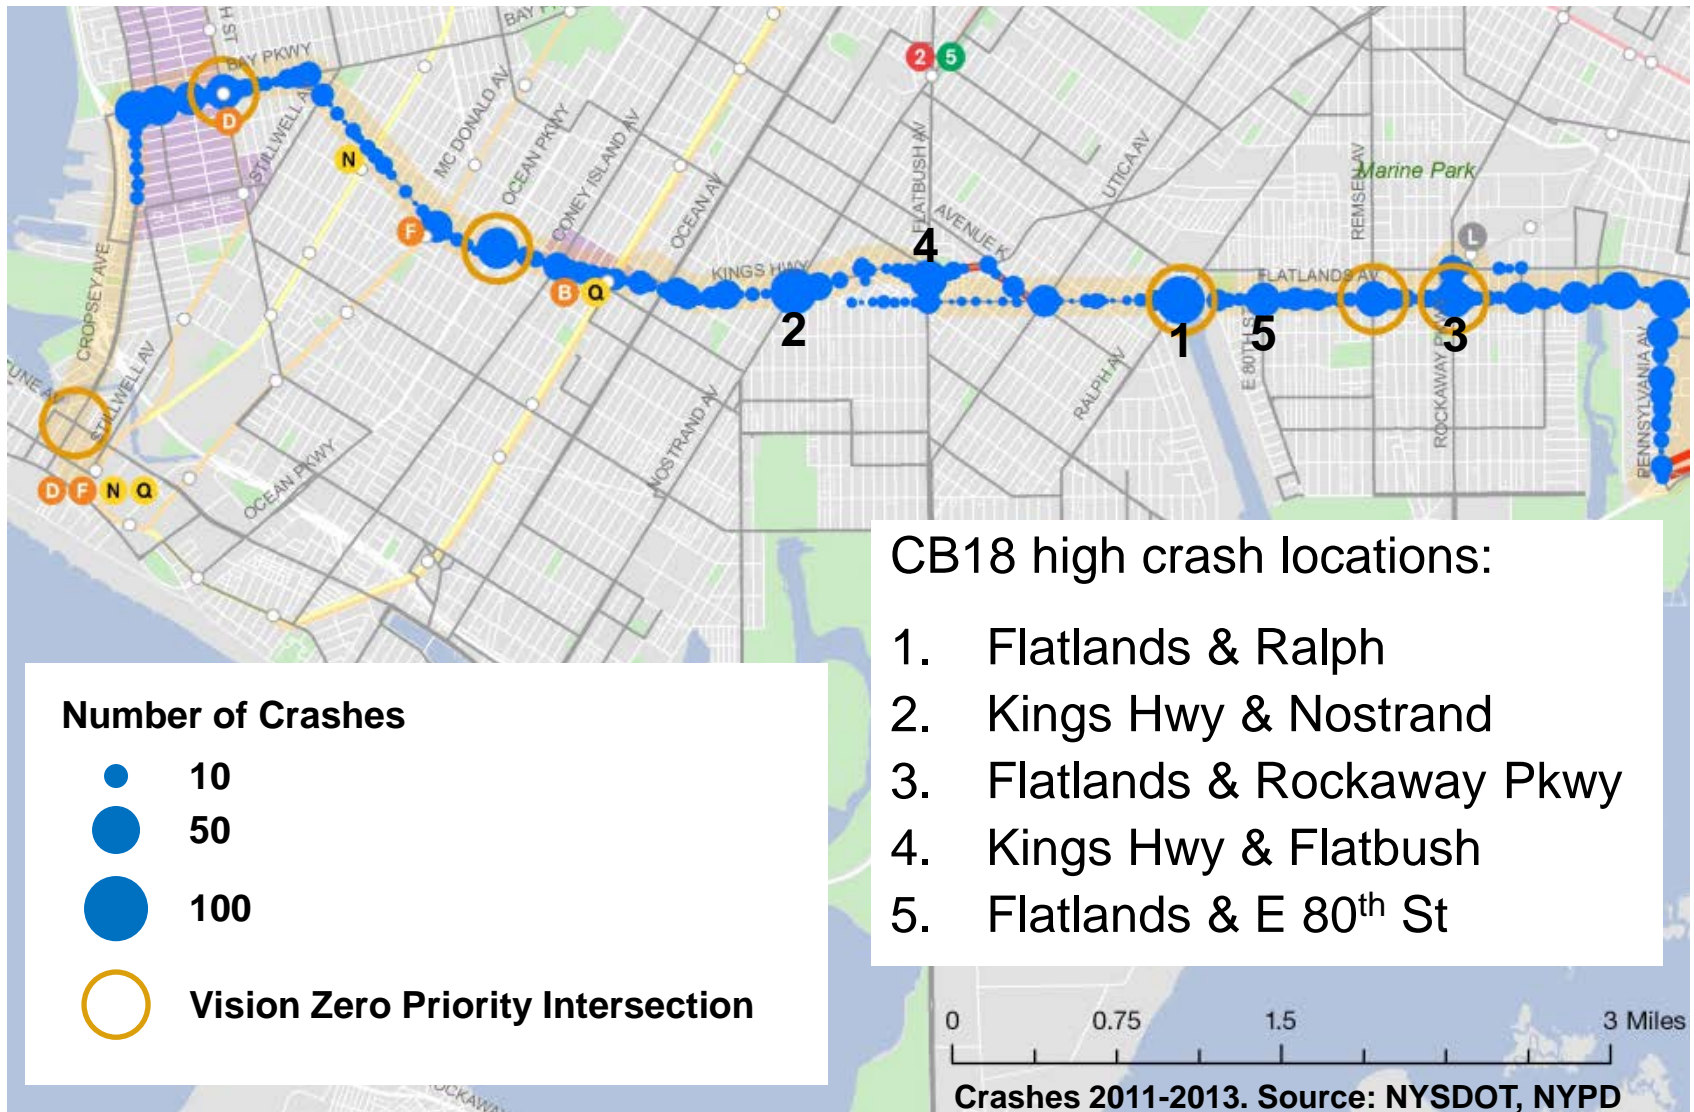 H ST
BAY PKWY
BAY P
2
5
D
STILLWELL A
N
MC DONALD AV
OCEAN PKWY
CONEY ISLAND AV
OCEAN AV
FLATBUSH AV
AVENUE K
UTICA AV
REMSEN AV
Marine Park
F
4
L
KINGS HWY
FLATLANDS AV
B
Q
2
1
5
3
CROPSEY AVE
TUNE AV
STILLWELL AV
RALPH AV
E 80TH ST
ROCKAWAY PKWY
PENNSYLVANIA AV
NOSTRAND AV
OCEAN PKWY
D F N Q
CB18 high crash locations:
1. Flatlands & Ralph
2. Kings Hwy & Nostrand
3. Flatlands & Rockaway Pkwy
4. Kings Hwy & Flatbush
5. Flatlands & E 80th St
Number of Crashes
10
50
100
Vision Zero Priority Intersection
0 0.75 1.5 3 Miles
Crashes 2011-2013. Source: NYSDOT, NYPD